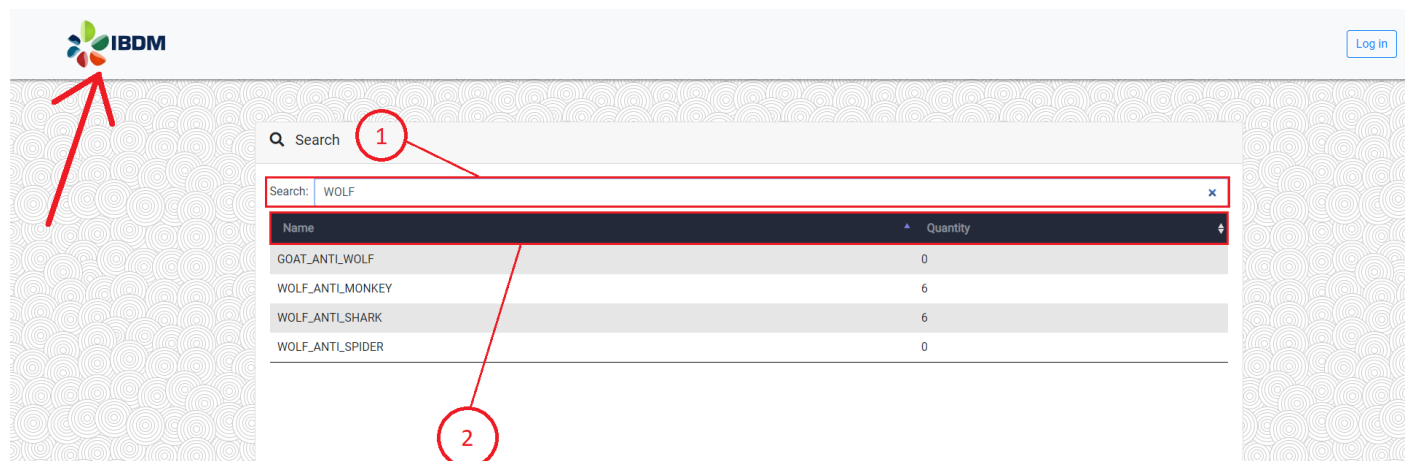 IBDM
Log in
Search
1
Search: WOLF
Name Quantity
GOAT_ANTI_WOLF 0
WOLF_ANTI_MONKEY 6
WOLF_ANTI_SHARK 6
WOLF_ANTI_SPIDER 0
2